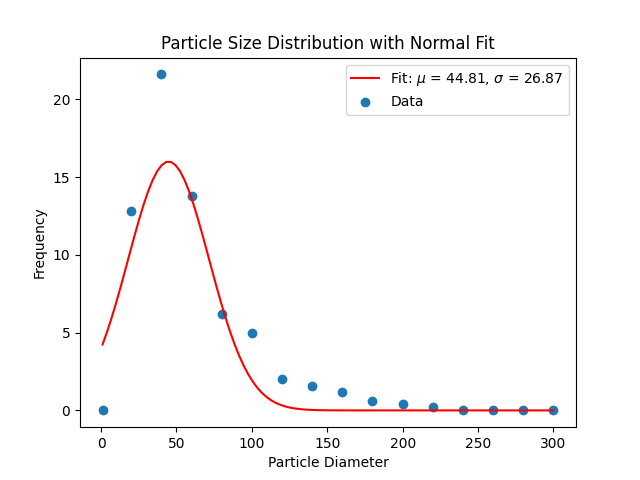 Particle Size Distribution with Normal Fit
Fit: μ = 44.81, σ = 26.87
Data
Frequency
20
15
10
5
0
0
50
100
150
200
250
300
Particle Diameter